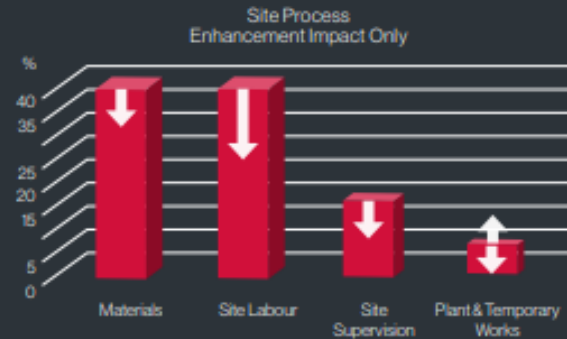 Site Process
Enhancement Impact Only
%
40
35
25
20
15
5
0
Materials
Site Labour
Site
Supervision
Plant & Temporary
Works